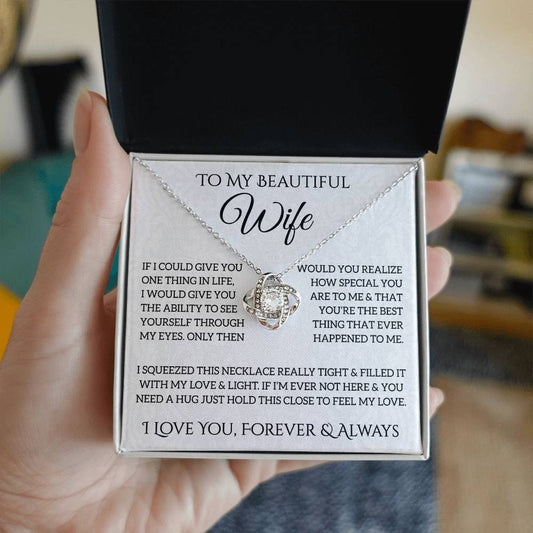 TO MY BEAUTIFUL
Wife
IF I COULD GIVE YOU
ONE THING IN LIFE,
I WOULD GIVE YOU
THE ABILITY TO SEE
YOURSELF THROUGH
MY EYES. ONLY THEN
WOULD YOU REALIZE
HOW SPECIAL YOU
ARE TO ME & THAT
YOU'RE THE BEST
THING THAT EVER
HAPPENED TO ME.
I SQUEEZED THIS NECKLACE REALLY TIGHT & FILLED IT
WITH MY LOVE & LIGHT. IF I'M EVER NOT HERE & YOU
NEED A HUG JUST HOLD THIS CLOSE TO FEEL MY LOVE.
I LOVE YOU, FOREVER & ALWAYS